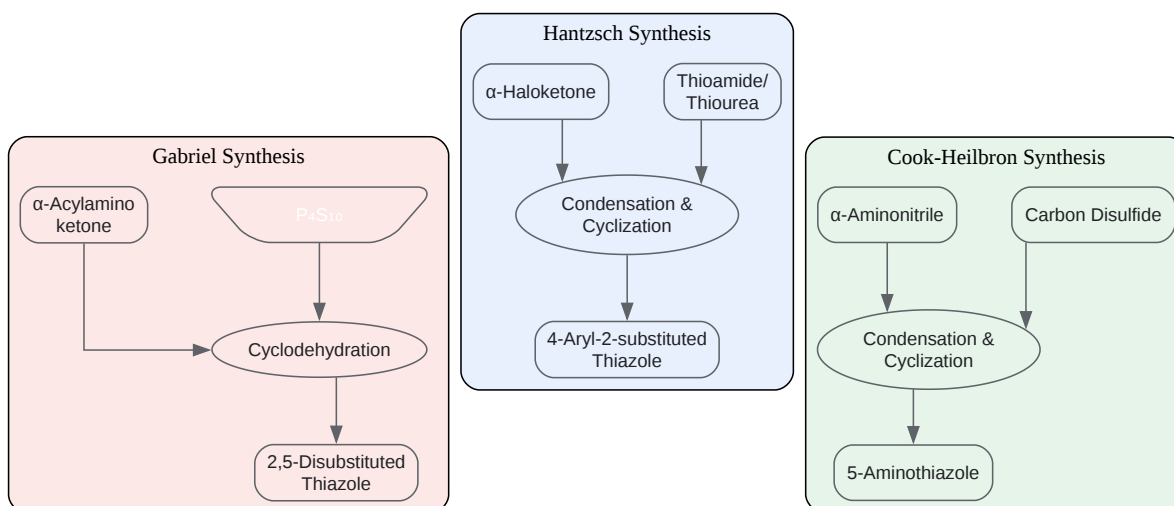 Hantzsch Synthesis
α-Haloketone
Thioamide/
Thiourea
Condensation &
Cyclization
4-Aryl-2-substituted
Thiazole
Gabriel Synthesis
α-Acylamino
ketone
P₄S₁₀
Cyclodehydration
2,5-Disubstituted
Thiazole
Cook-Heilbron Synthesis
α-Aminonitrile
Carbon Disulfide
Condensation &
Cyclization
5-Aminothiazole